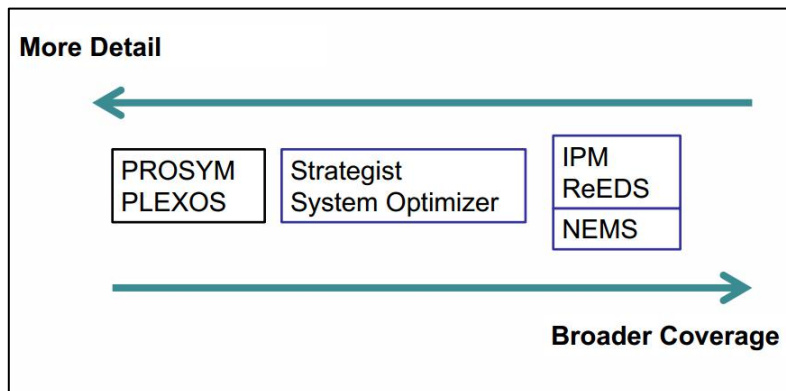 More Detail
PROSYM
PLEXOS
Strategist
System Optimizer
IPM
ReEDS
NEMS
Broader Coverage